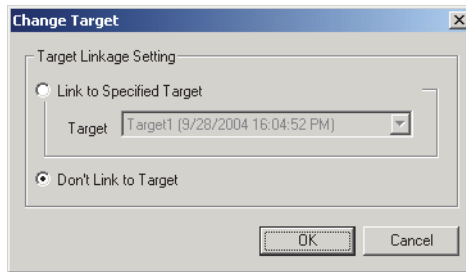 Change Target
Target Linkage Setting
Link to Specified Target
Target Target1 (9/28/2004 16:04:52 PM)
Don't Link to Target
OK Cancel